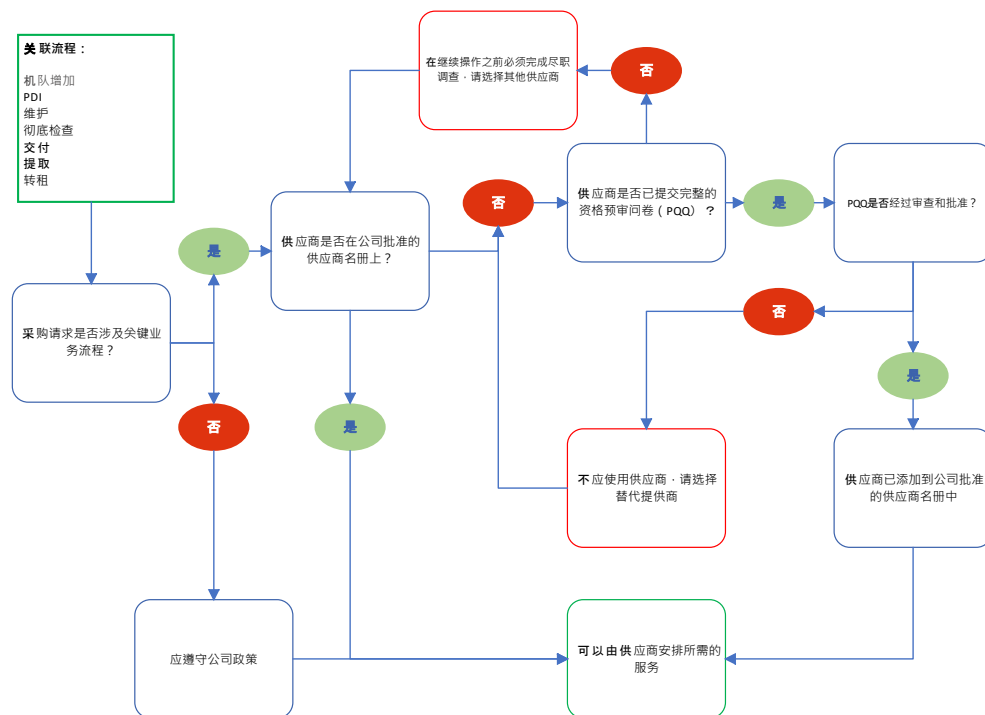 关联流程：
机队增加
PDI
维护
彻底检查
交付
提取
转租
在继续操作之前必须完成尽职
调查，请选择其他供应商
否
否
供应商是否已提交完整的
资格预审问卷（PQQ）？
是
PQQ是否经过审查和批准？
是
供应商是否在公司批准的
供应商名册上？
否
采购请求是否涉及关键业
务流程？
是
否
是
不应使用供应商，请选择
替代提供商
供应商已添加到公司批准
的供应商名册中
应遵守公司政策
可以由供应商安排所需的
服务